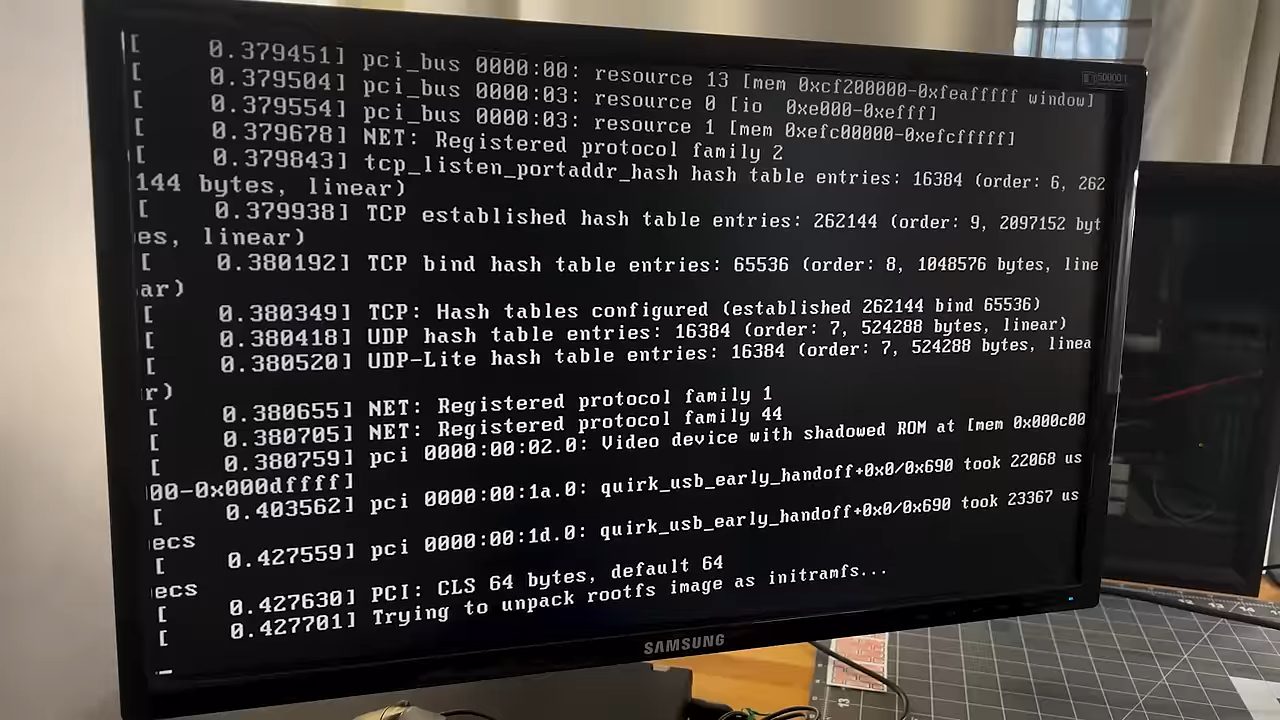 [    0.379451] pci_bus 0000:00: resource 13 [mem 0xcf200000-0xfeafffff window]
[    0.379504] pci_bus 0000:03: resource 0 [io  0xe000-0xefff]
[    0.379554] pci_bus 0000:03: resource 1 [mem 0xefc00000-0xefcfffff]
[    0.379678] NET: Registered protocol family 2
[    0.379843] tcp_listen_portaddr_hash hash table entries: 16384 (order: 6, 262
144 bytes, linear)
[    0.379938] TCP established hash table entries: 262144 (order: 9, 2097152 byt
es, linear)
[    0.380192] TCP bind hash table entries: 65536 (order: 8, 1048576 bytes, line
ar)
[    0.380349] TCP: Hash tables configured (established 262144 bind 65536)
[    0.380418] UDP hash table entries: 16384 (order: 7, 524288 bytes, linear)
[    0.380520] UDP-Lite hash table entries: 16384 (order: 7, 524288 bytes, linea
r)
[    0.380655] NET: Registered protocol family 1
[    0.380705] NET: Registered protocol family 44
[    0.380759] pci 0000:00:02.0: Video device with shadowed ROM at [mem 0x000c00
00-0x000dffff]
[    0.403562] pci 0000:00:1a.0: quirk_usb_early_handoff+0x0/0x690 took 22068 us
ecs
[    0.427559] pci 0000:00:1d.0: quirk_usb_early_handoff+0x0/0x690 took 23367 us
ecs
[    0.427630] PCI: CLS 64 bytes, default 64
[    0.427701] Trying to unpack rootfs image as initramfs...
SAMSUNG
12 13 14
13